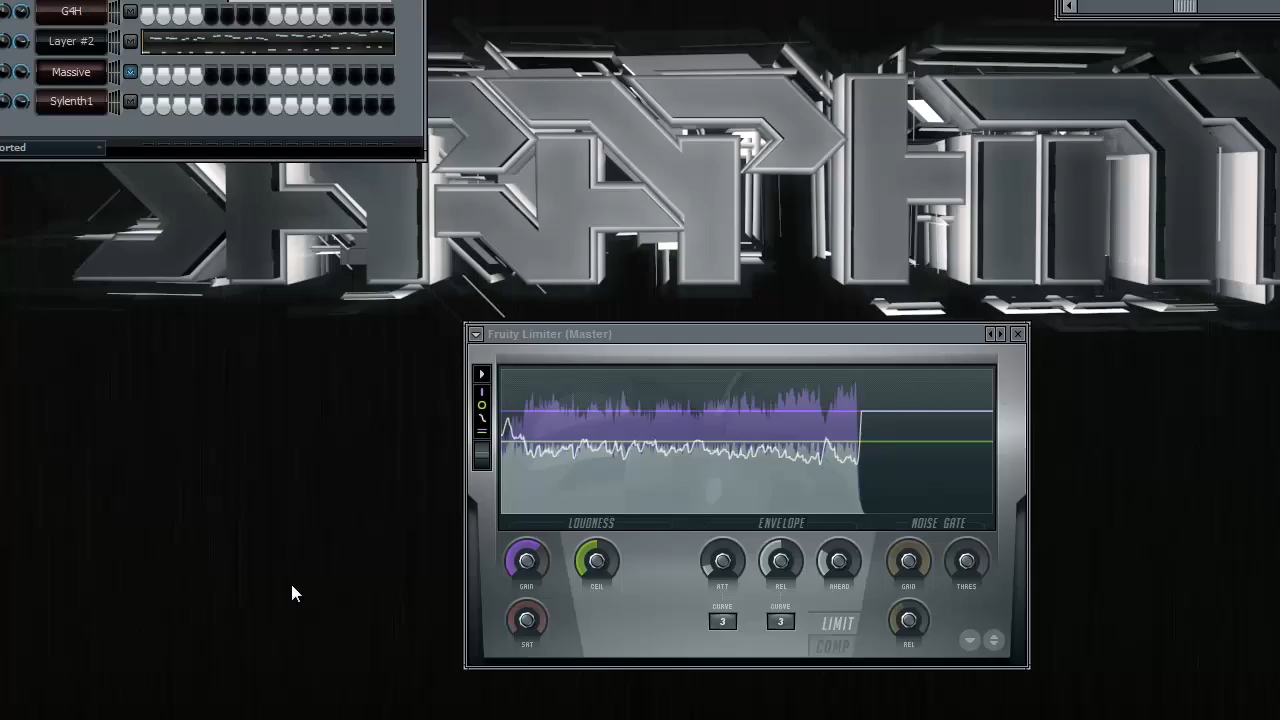 G4H
M
Layer #2
M
Massive
Sylenth1
M
orted
Fruity Limiter (Master)
LOUDNESS ENVELOPE NOISE GATE
GAIN CEIL ATT REL AHEAD GAIN THRES
CURVE CURVE
3 3 LIMIT
SAT COMP REL